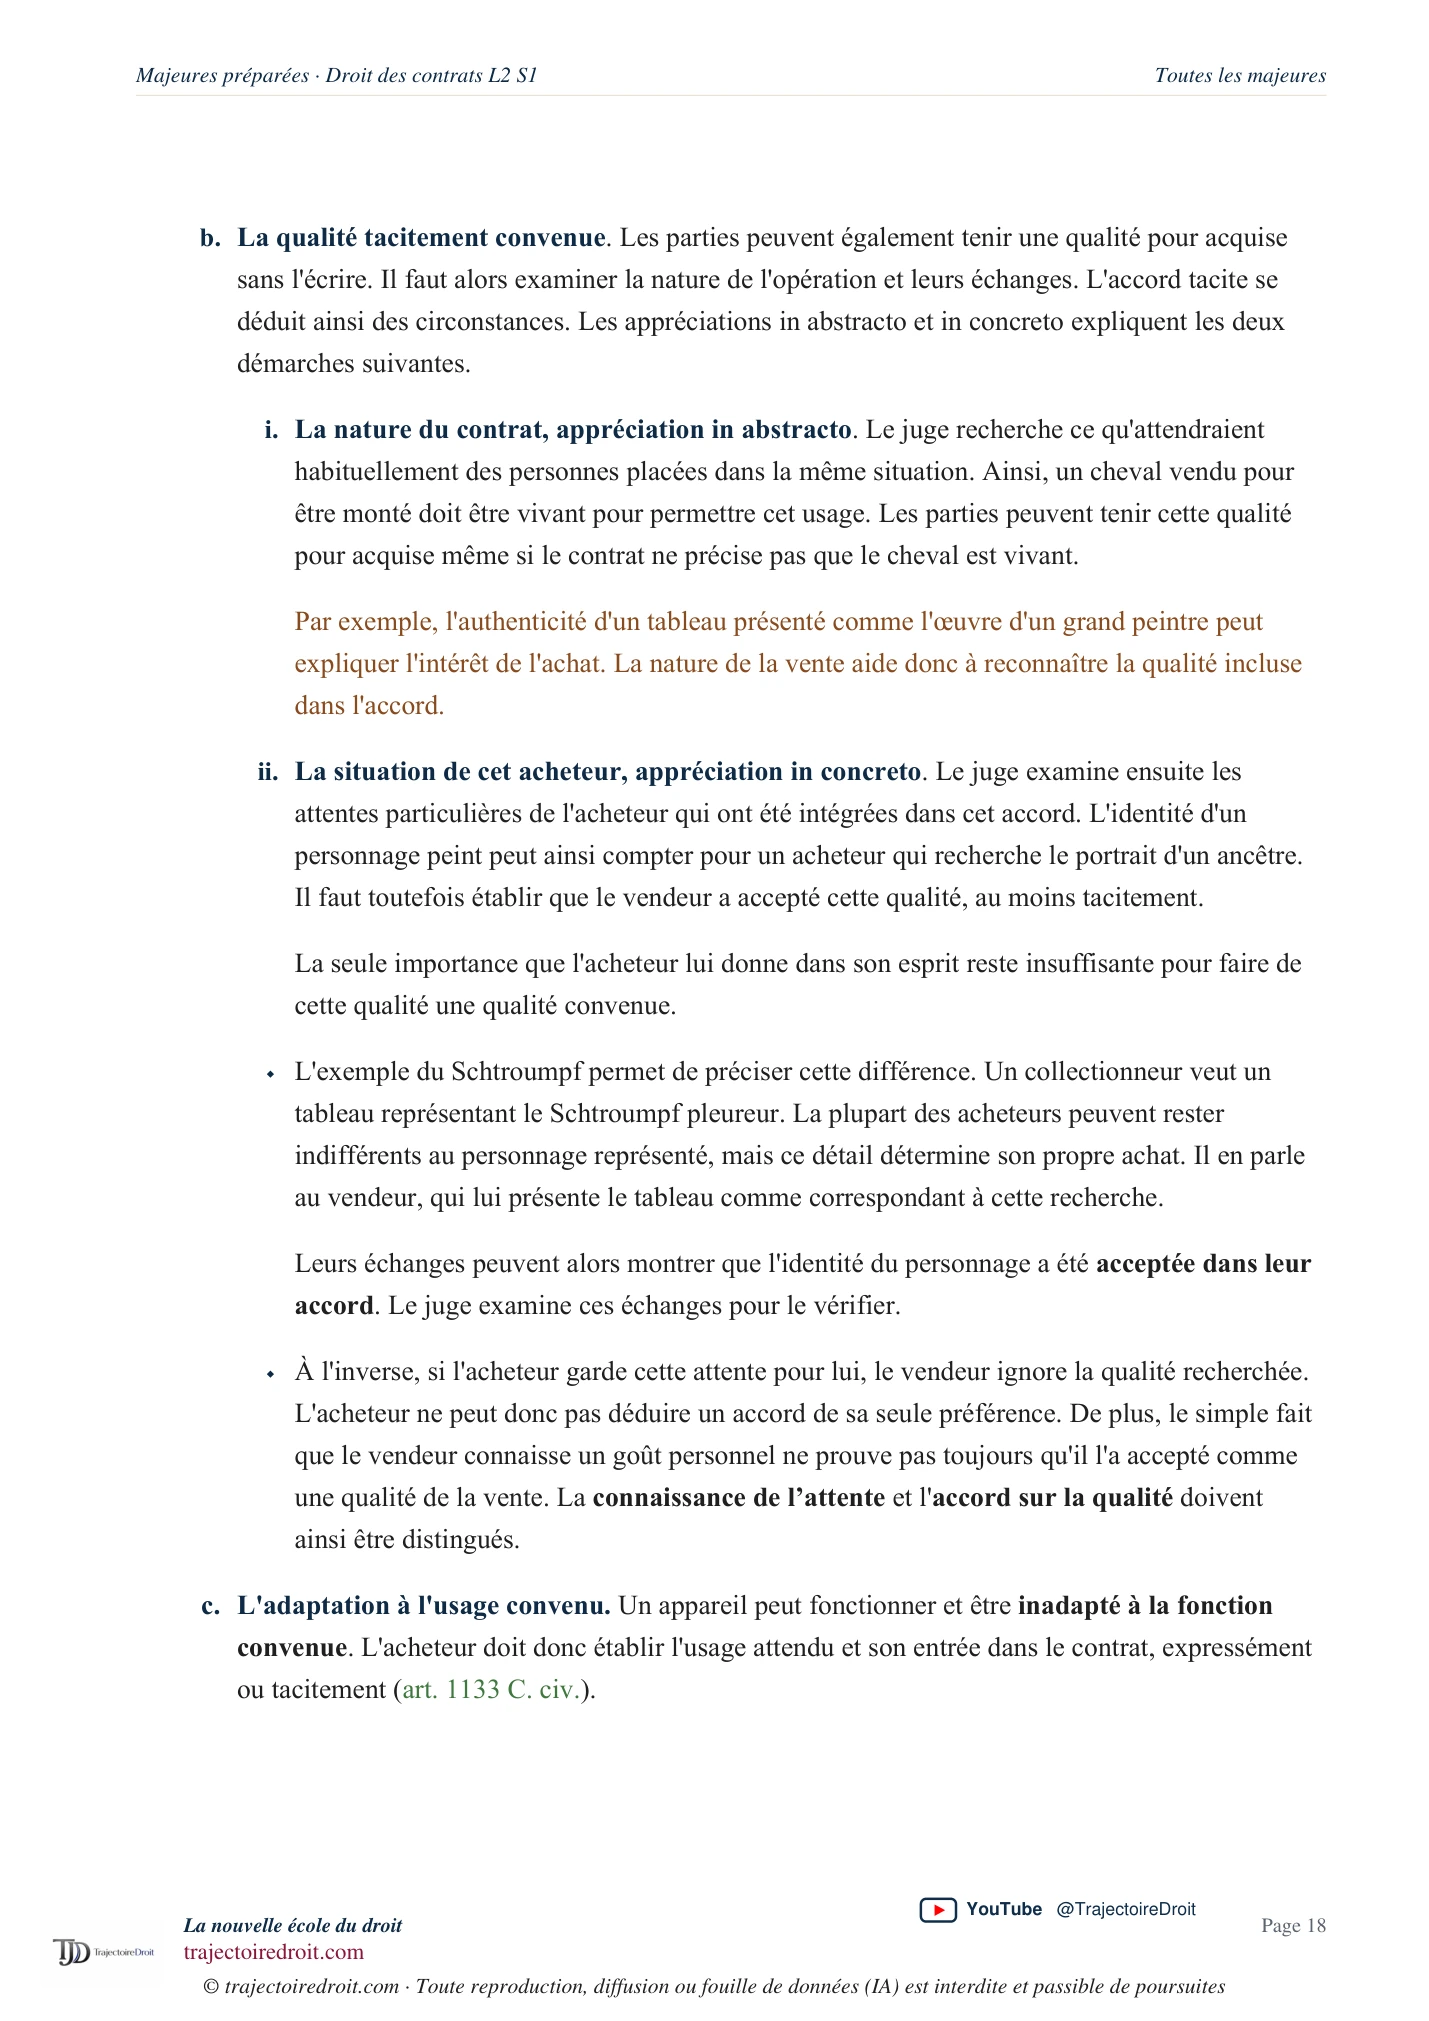 Majeures préparées · Droit des contrats L2 S1
Toutes les majeures
b. La qualité tacitement convenue. Les parties peuvent également tenir une qualité pour acquise
sans l'écrire. Il faut alors examiner la nature de l'opération et leurs échanges. L'accord tacite se
déduit ainsi des circonstances. Les appréciations in abstracto et in concreto expliquent les deux
démarches suivantes.
i. La nature du contrat, appréciation in abstracto. Le juge recherche ce qu'attendraient
habituellement des personnes placées dans la même situation. Ainsi, un cheval vendu pour
être monté doit être vivant pour permettre cet usage. Les parties peuvent tenir cette qualité
pour acquise même si le contrat ne précise pas que le cheval est vivant.
Par exemple, l'authenticité d'un tableau présenté comme l'œuvre d'un grand peintre peut
expliquer l'intérêt de l'achat. La nature de la vente aide donc à reconnaître la qualité incluse
dans l'accord.
ii. La situation de cet acheteur, appréciation in concreto. Le juge examine ensuite les
attentes particulières de l'acheteur qui ont été intégrées dans cet accord. L'identité d'un
personnage peint peut ainsi compter pour un acheteur qui recherche le portrait d'un ancêtre.
Il faut toutefois établir que le vendeur a accepté cette qualité, au moins tacitement.
La seule importance que l'acheteur lui donne dans son esprit reste insuffisante pour faire de
cette qualité une qualité convenue.
⬩ L'exemple du Schtroumpf permet de préciser cette différence. Un collectionneur veut un
tableau représentant le Schtroumpf pleureur. La plupart des acheteurs peuvent rester
indifférents au personnage représenté, mais ce détail détermine son propre achat. Il en parle
au vendeur, qui lui présente le tableau comme correspondant à cette recherche.
Leurs échanges peuvent alors montrer que l'identité du personnage a été acceptée dans leur
accord. Le juge examine ces échanges pour le vérifier.
⬩ À l'inverse, si l'acheteur garde cette attente pour lui, le vendeur ignore la qualité recherchée.
L'acheteur ne peut donc pas déduire un accord de sa seule préférence. De plus, le simple fait
que le vendeur connaisse un goût personnel ne prouve pas toujours qu'il l'a accepté comme
une qualité de la vente. La connaissance de l’attente et l'accord sur la qualité doivent
ainsi être distingués.
c. L'adaptation à l'usage convenu. Un appareil peut fonctionner et être inadapté à la fonction
convenue. L'acheteur doit donc établir l'usage attendu et son entrée dans le contrat, expressément
ou tacitement (art. 1133 C. civ.).
YouTube @TrajectoireDroit
La nouvelle école du droit
Page 18
TJD TrajectoireDroit
trajectoiredroit.com
© trajectoiredroit.com · Toute reproduction, diffusion ou fouille de données (IA) est interdite et passible de poursuites